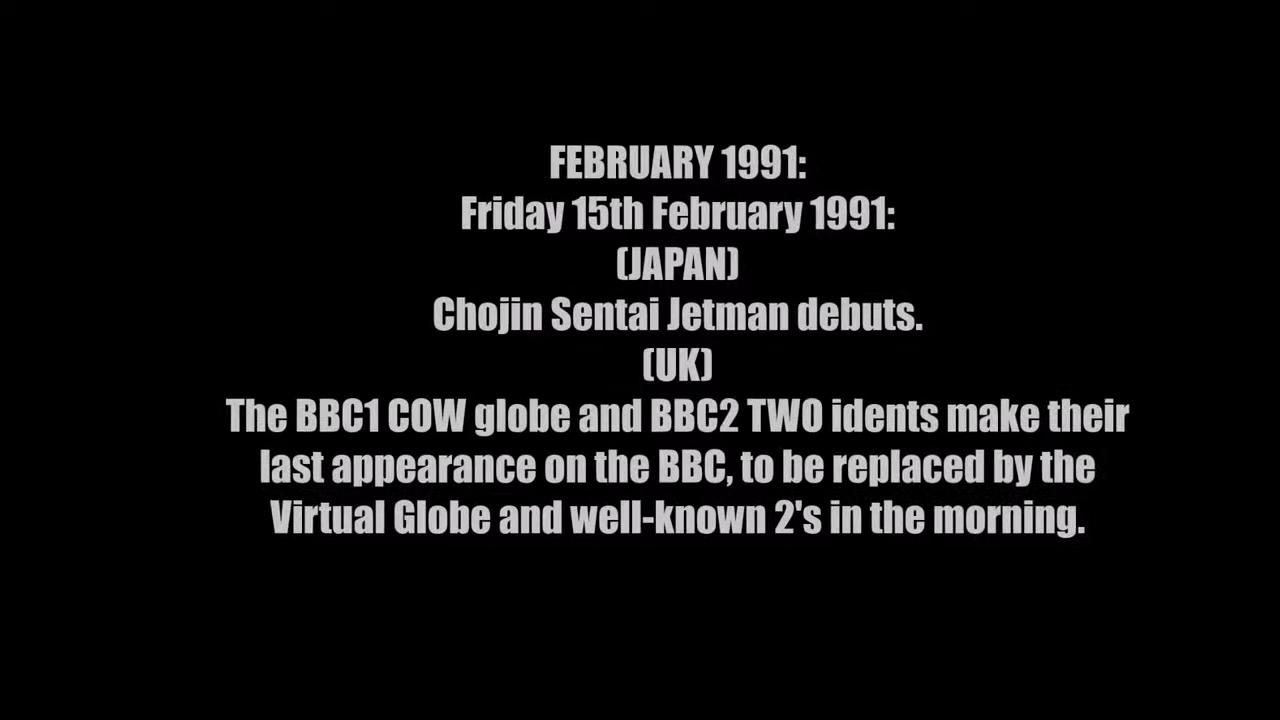 FEBRUARY 1991:
Friday 15th February 1991:
(JAPAN)
Chojin Sentai Jetman debuts.
(UK)
The BBC1 COW globe and BBC2 TWO idents make their
last appearance on the BBC, to be replaced by the
Virtual Globe and well-known 2's in the morning.